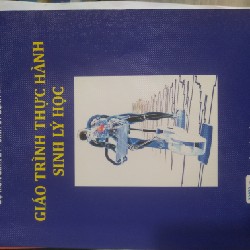 GIÁO TRÌNH THỰC HÀNH
SINH LÝ HỌC